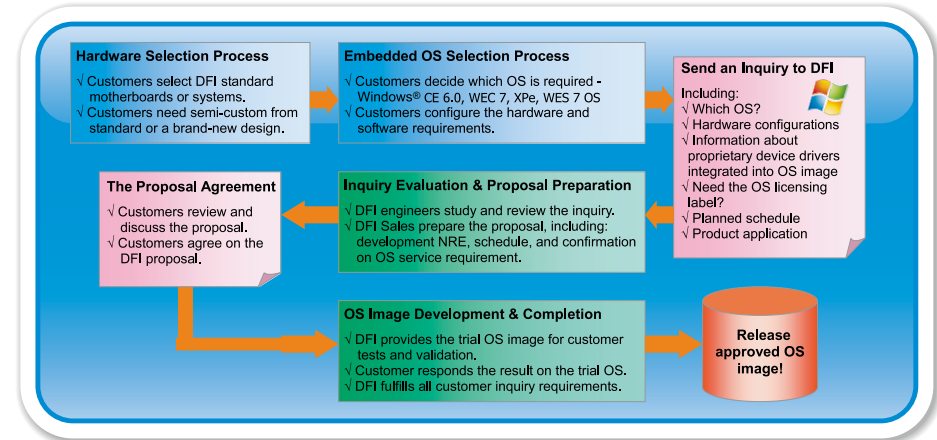 Hardware Selection Process
√ Customers select DFI standard
motherboards or systems.
√ Customers need semi-custom from
standard or a brand-new design.
Embedded OS Selection Process
√ Customers decide which OS is required -
Windows® CE 6.0, WEC 7, XPe, WES 7 OS
√ Customers configure the hardware and
software requirements.
Send an Inquiry to DFI
Including:
√ Which OS?
√ Hardware configurations
√ Information about
proprietary device drivers
integrated into OS image
√ Need the OS licensing
label?
√ Planned schedule
√ Product application
Inquiry Evaluation & Proposal Preparation
√ DFI engineers study and review the inquiry.
√ DFI Sales prepare the proposal, including:
development NRE, schedule, and confirmation
on OS service requirement.
The Proposal Agreement
√ Customers review and
discuss the proposal.
√ Customers agree on the
DFI proposal.
OS Image Development & Completion
√ DFI provides the trial OS image for customer
tests and validation.
√ Customer responds the result on the trial OS.
√ DFI fulfills all customer inquiry requirements.
Release
approved OS
image!